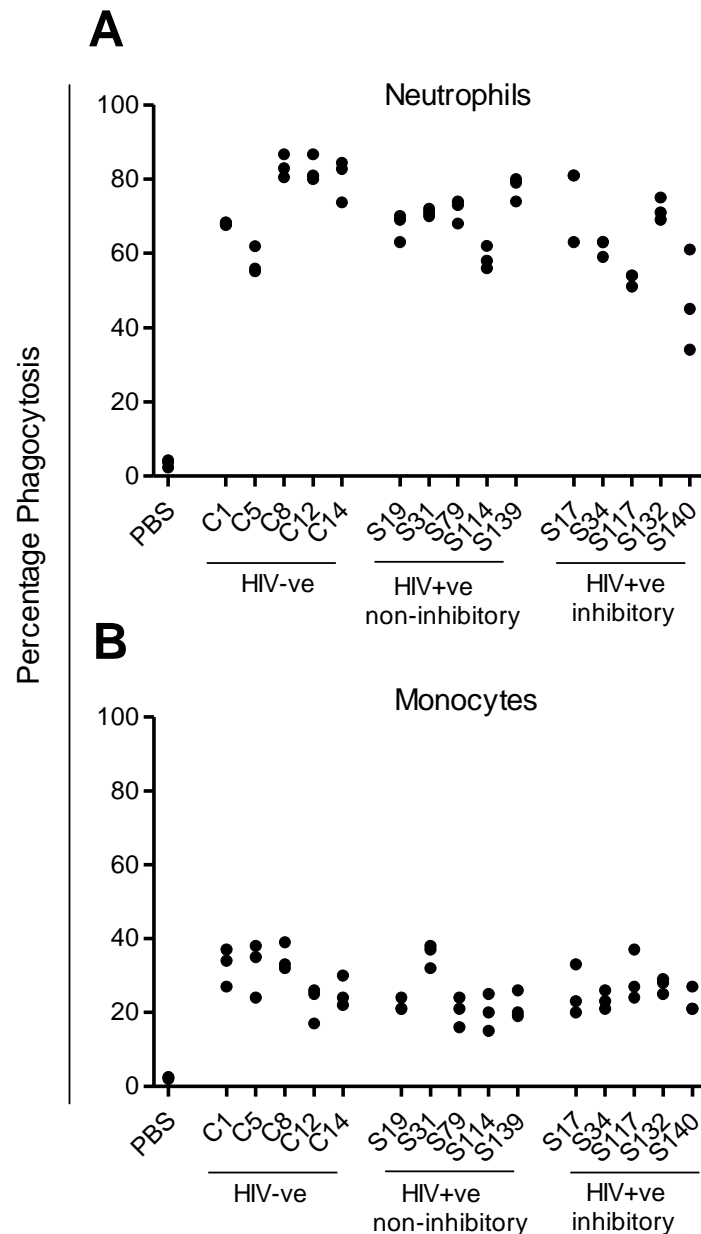 A
Neutrophils
Percentage Phagocytosis
100
80
60
40
20
0
PBS
C1
C5
C8
C12
C14
S19
S31
S79
S114
S139
S17
S34
S117
S132
S140
HIV-ve
HIV+ve
non-inhibitory
HIV+ve
inhibitory
B
Monocytes
100
80
60
40
20
0
PBS
C1
C5
C8
C12
C14
S19
S31
S79
S114
S139
S17
S34
S117
S132
S140
HIV-ve
HIV+ve
non-inhibitory
HIV+ve
inhibitory